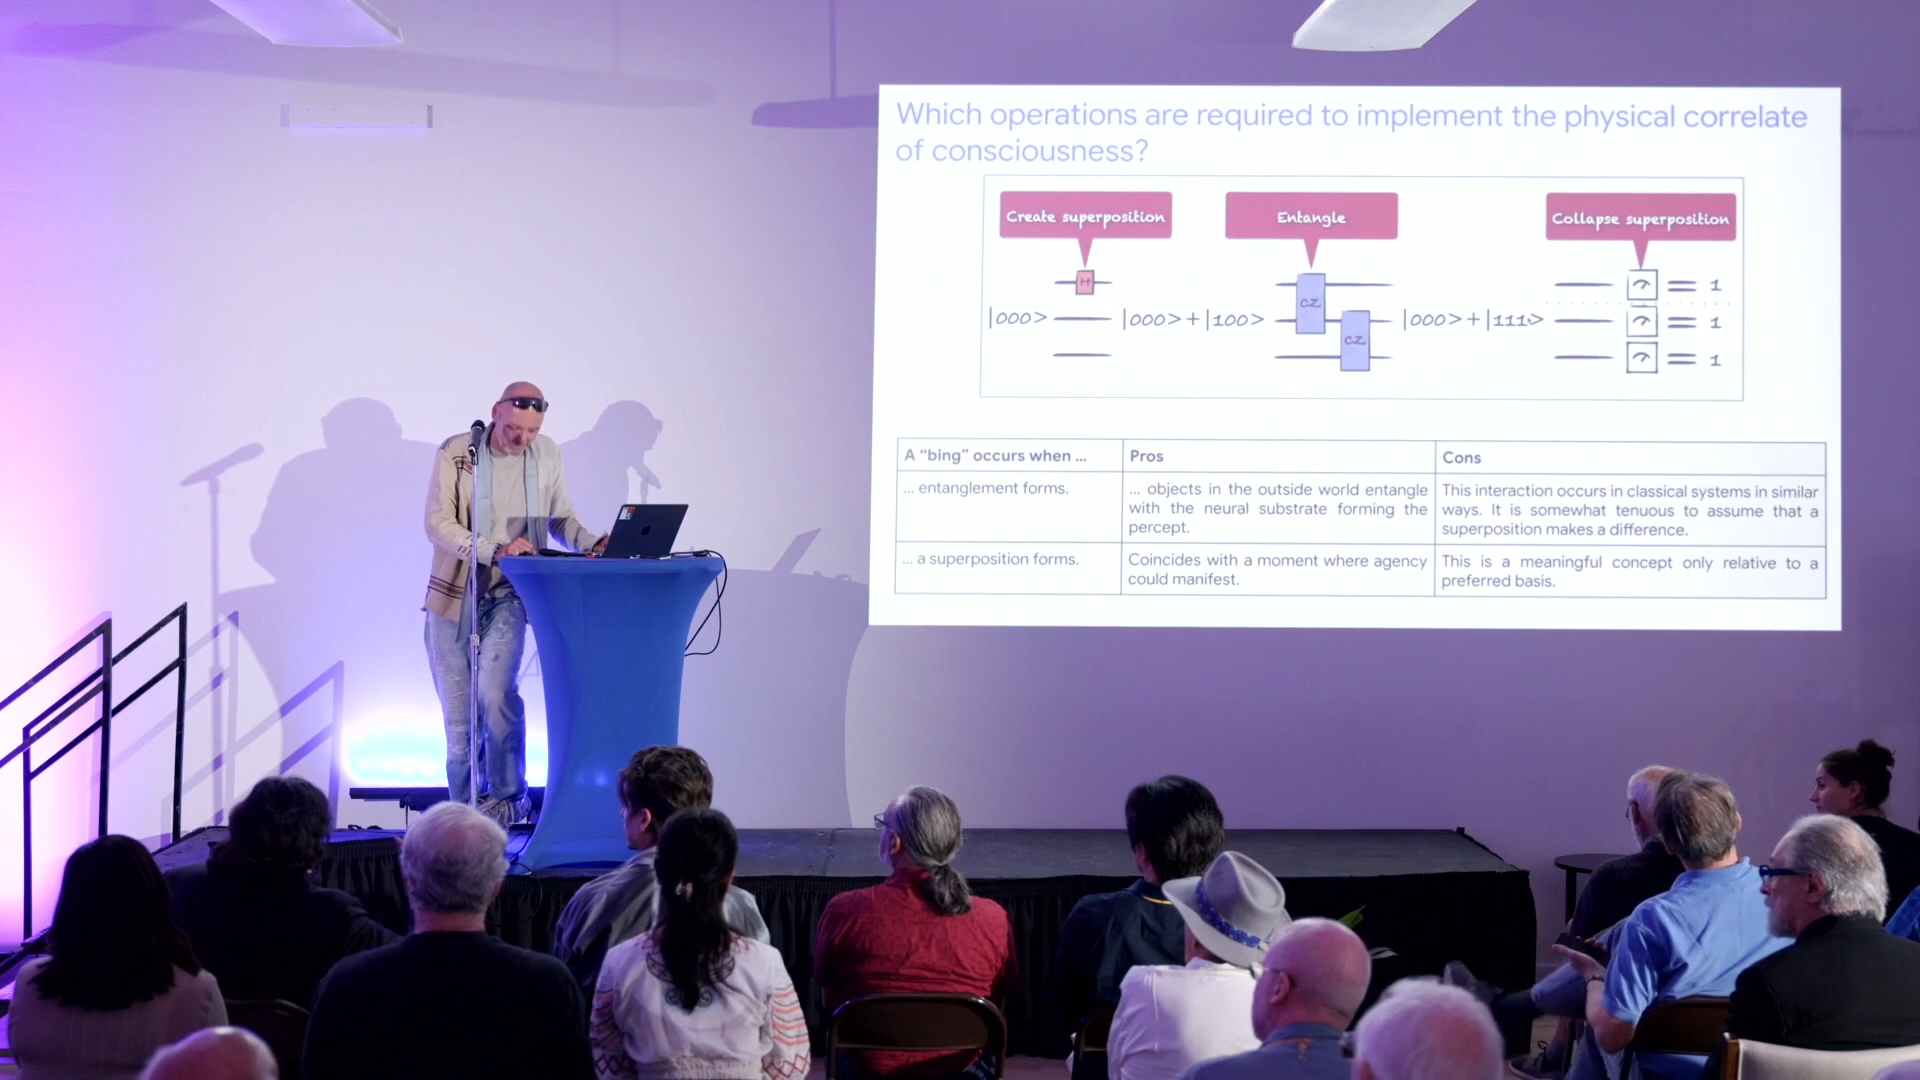 Which operations are required to implement the physical correlate
of consciousness?
Create superposition
Entangle
Collapse superposition
H
|000>
|000> + |100>
CZ
CZ
|000> + |111>
1
1
1
A “bing” occurs when ...
Pros
Cons
... entanglement forms.
... objects in the outside world entangle
with the neural substrate forming the
percept.
This interaction occurs in classical systems in similar
ways. It is somewhat tenuous to assume that a
superposition makes a difference.
... a superposition forms.
Coincides with a moment where agency
could manifest.
This is a meaningful concept only relative to a
preferred basis.